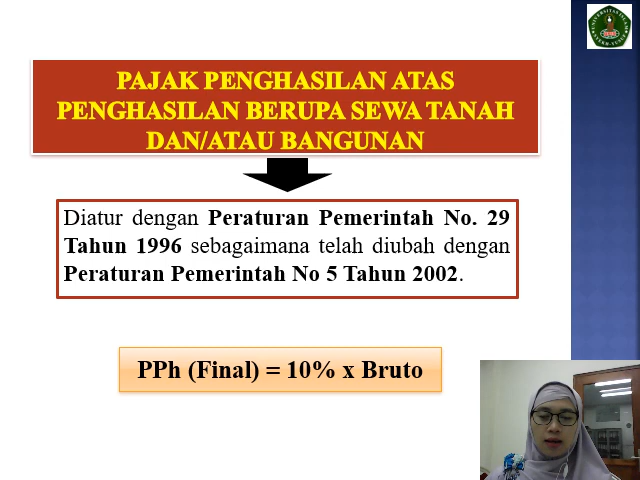 PAJAK PENGHASILAN ATAS
PENGHASILAN BERUPA SEWA TANAH
DAN/ATAU BANGUNAN
Diatur dengan Peraturan Pemerintah No. 29
Tahun 1996 sebagaimana telah diubah dengan
Peraturan Pemerintah No 5 Tahun 2002.
PPh (Final) = 10% x Bruto